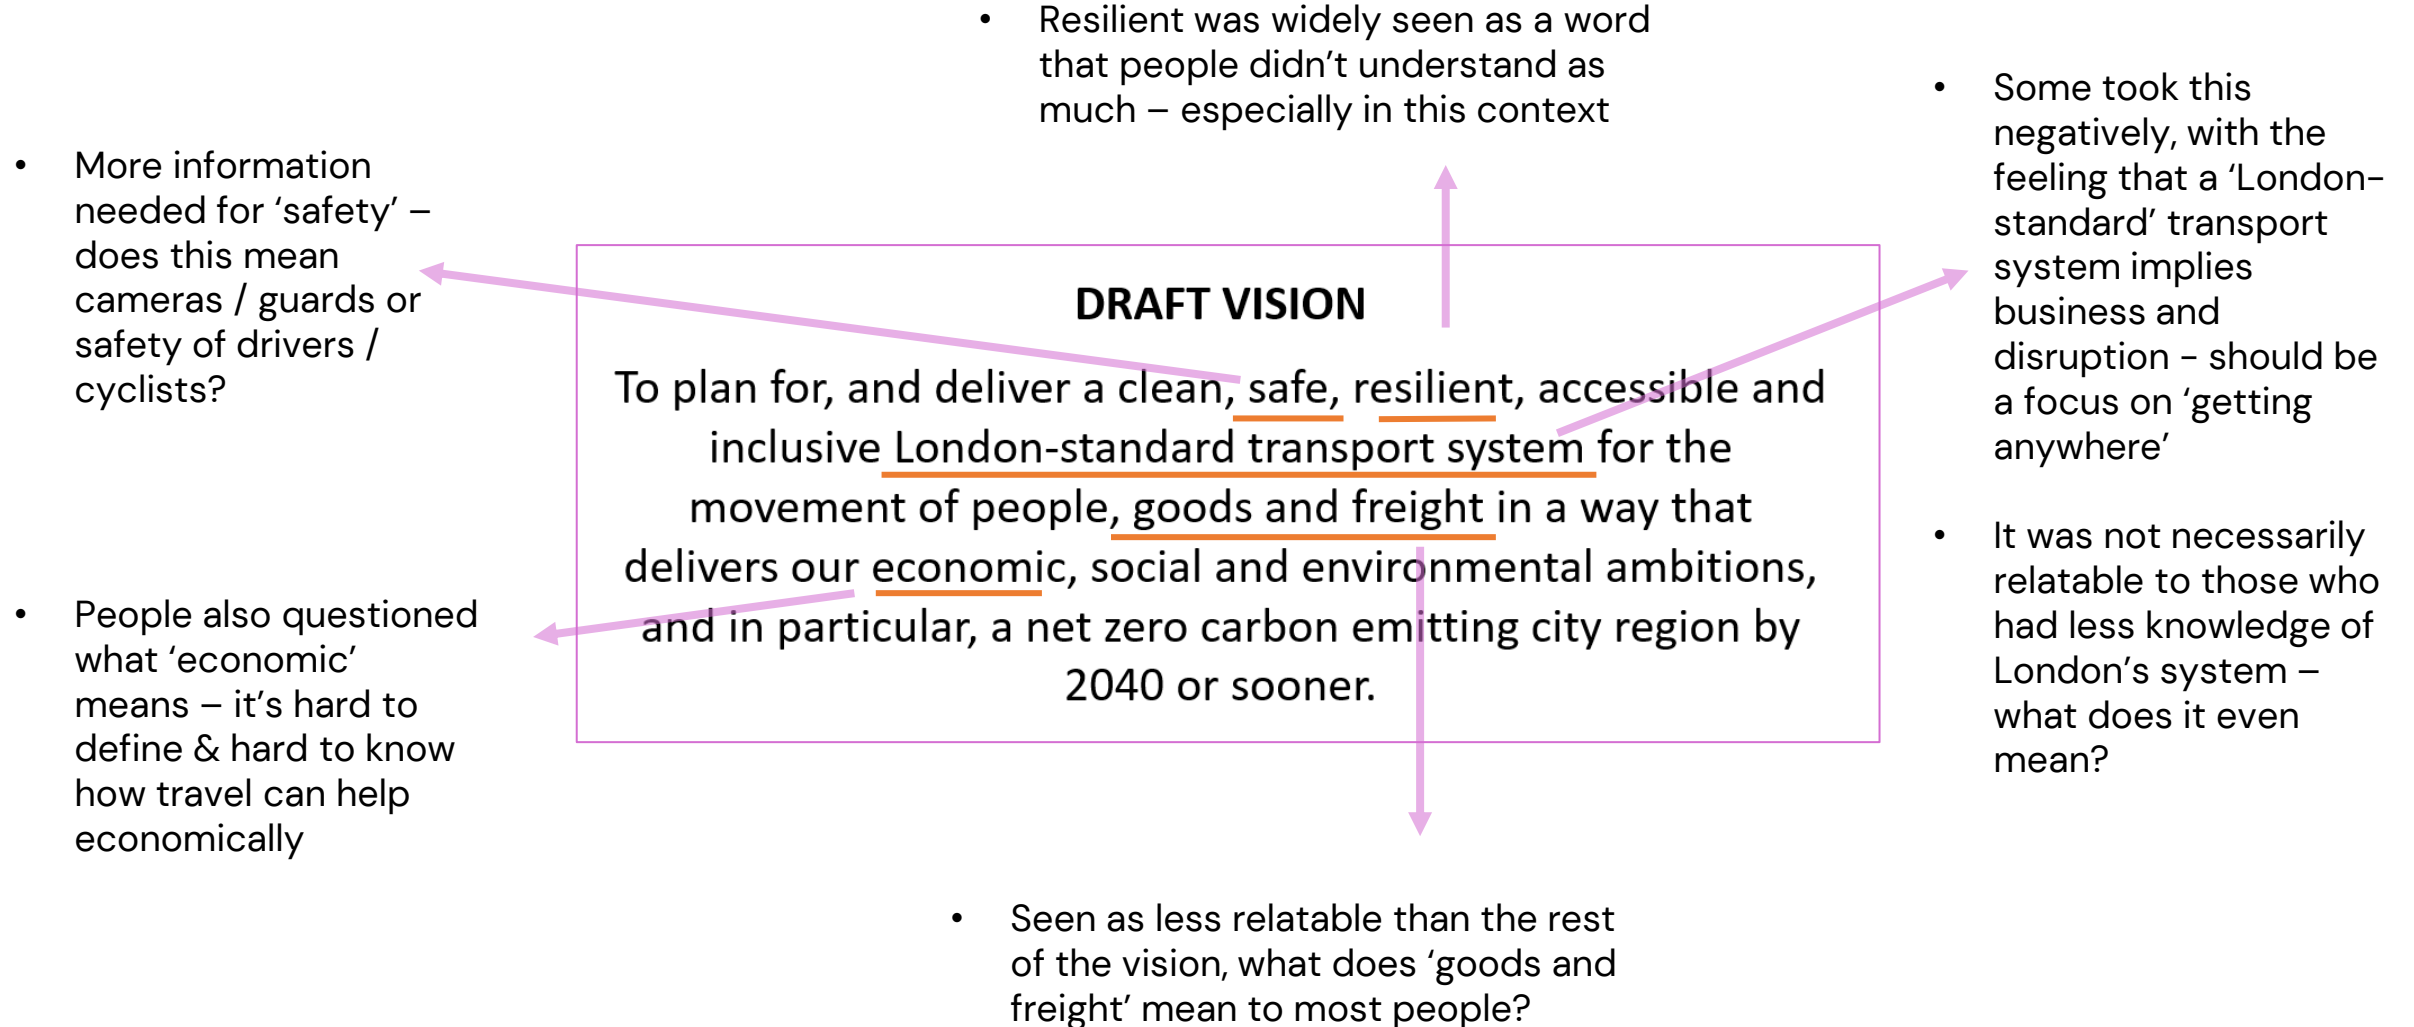 • Resilient was widely seen as a word
that people didn’t understand as
much – especially in this context
• More information
needed for ‘safety’ –
does this mean
cameras / guards or
safety of drivers /
cyclists?
• People also questioned
what ‘economic’
means – it’s hard to
define & hard to know
how travel can help
economically
DRAFT VISION
To plan for, and deliver a clean, safe, resilient, accessible and
inclusive London-standard transport system for the
movement of people, goods and freight in a way that
delivers our economic, social and environmental ambitions,
and in particular, a net zero carbon emitting city region by
2040 or sooner.
• Some took this
negatively, with the
feeling that a ‘London-
standard’ transport
system implies
business and
disruption - should be
a focus on ‘getting
anywhere’
• It was not necessarily
relatable to those who
had less knowledge of
London’s system –
what does it even
mean?
• Seen as less relatable than the rest
of the vision, what does ‘goods and
freight’ mean to most people?